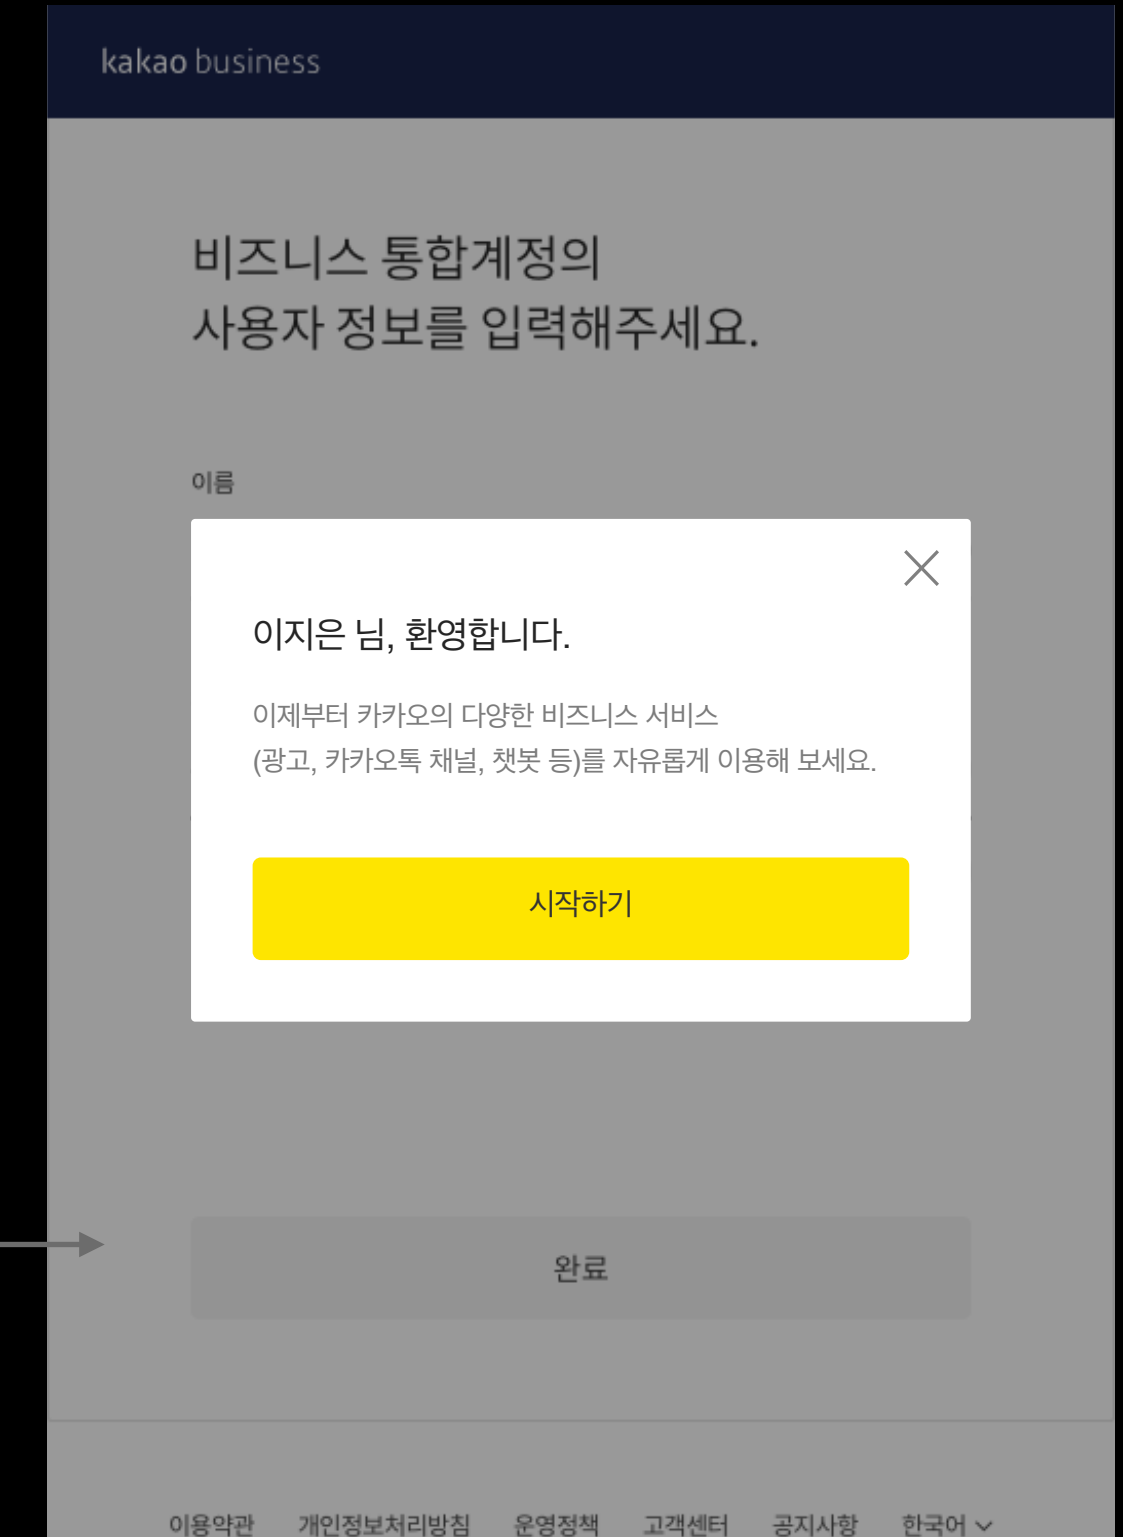 kakao business
비즈니스 통합계정의
사용자 정보를 입력해주세요.
이름
이지은 님, 환영합니다.
이제부터 카카오의 다양한 비즈니스 서비스
(광고, 카카오톡 채널, 챗봇 등)를 자유롭게 이용해 보세요.
시작하기
완료
이용약관 개인정보처리방침 운영정책 고객센터 공지사항 한국어